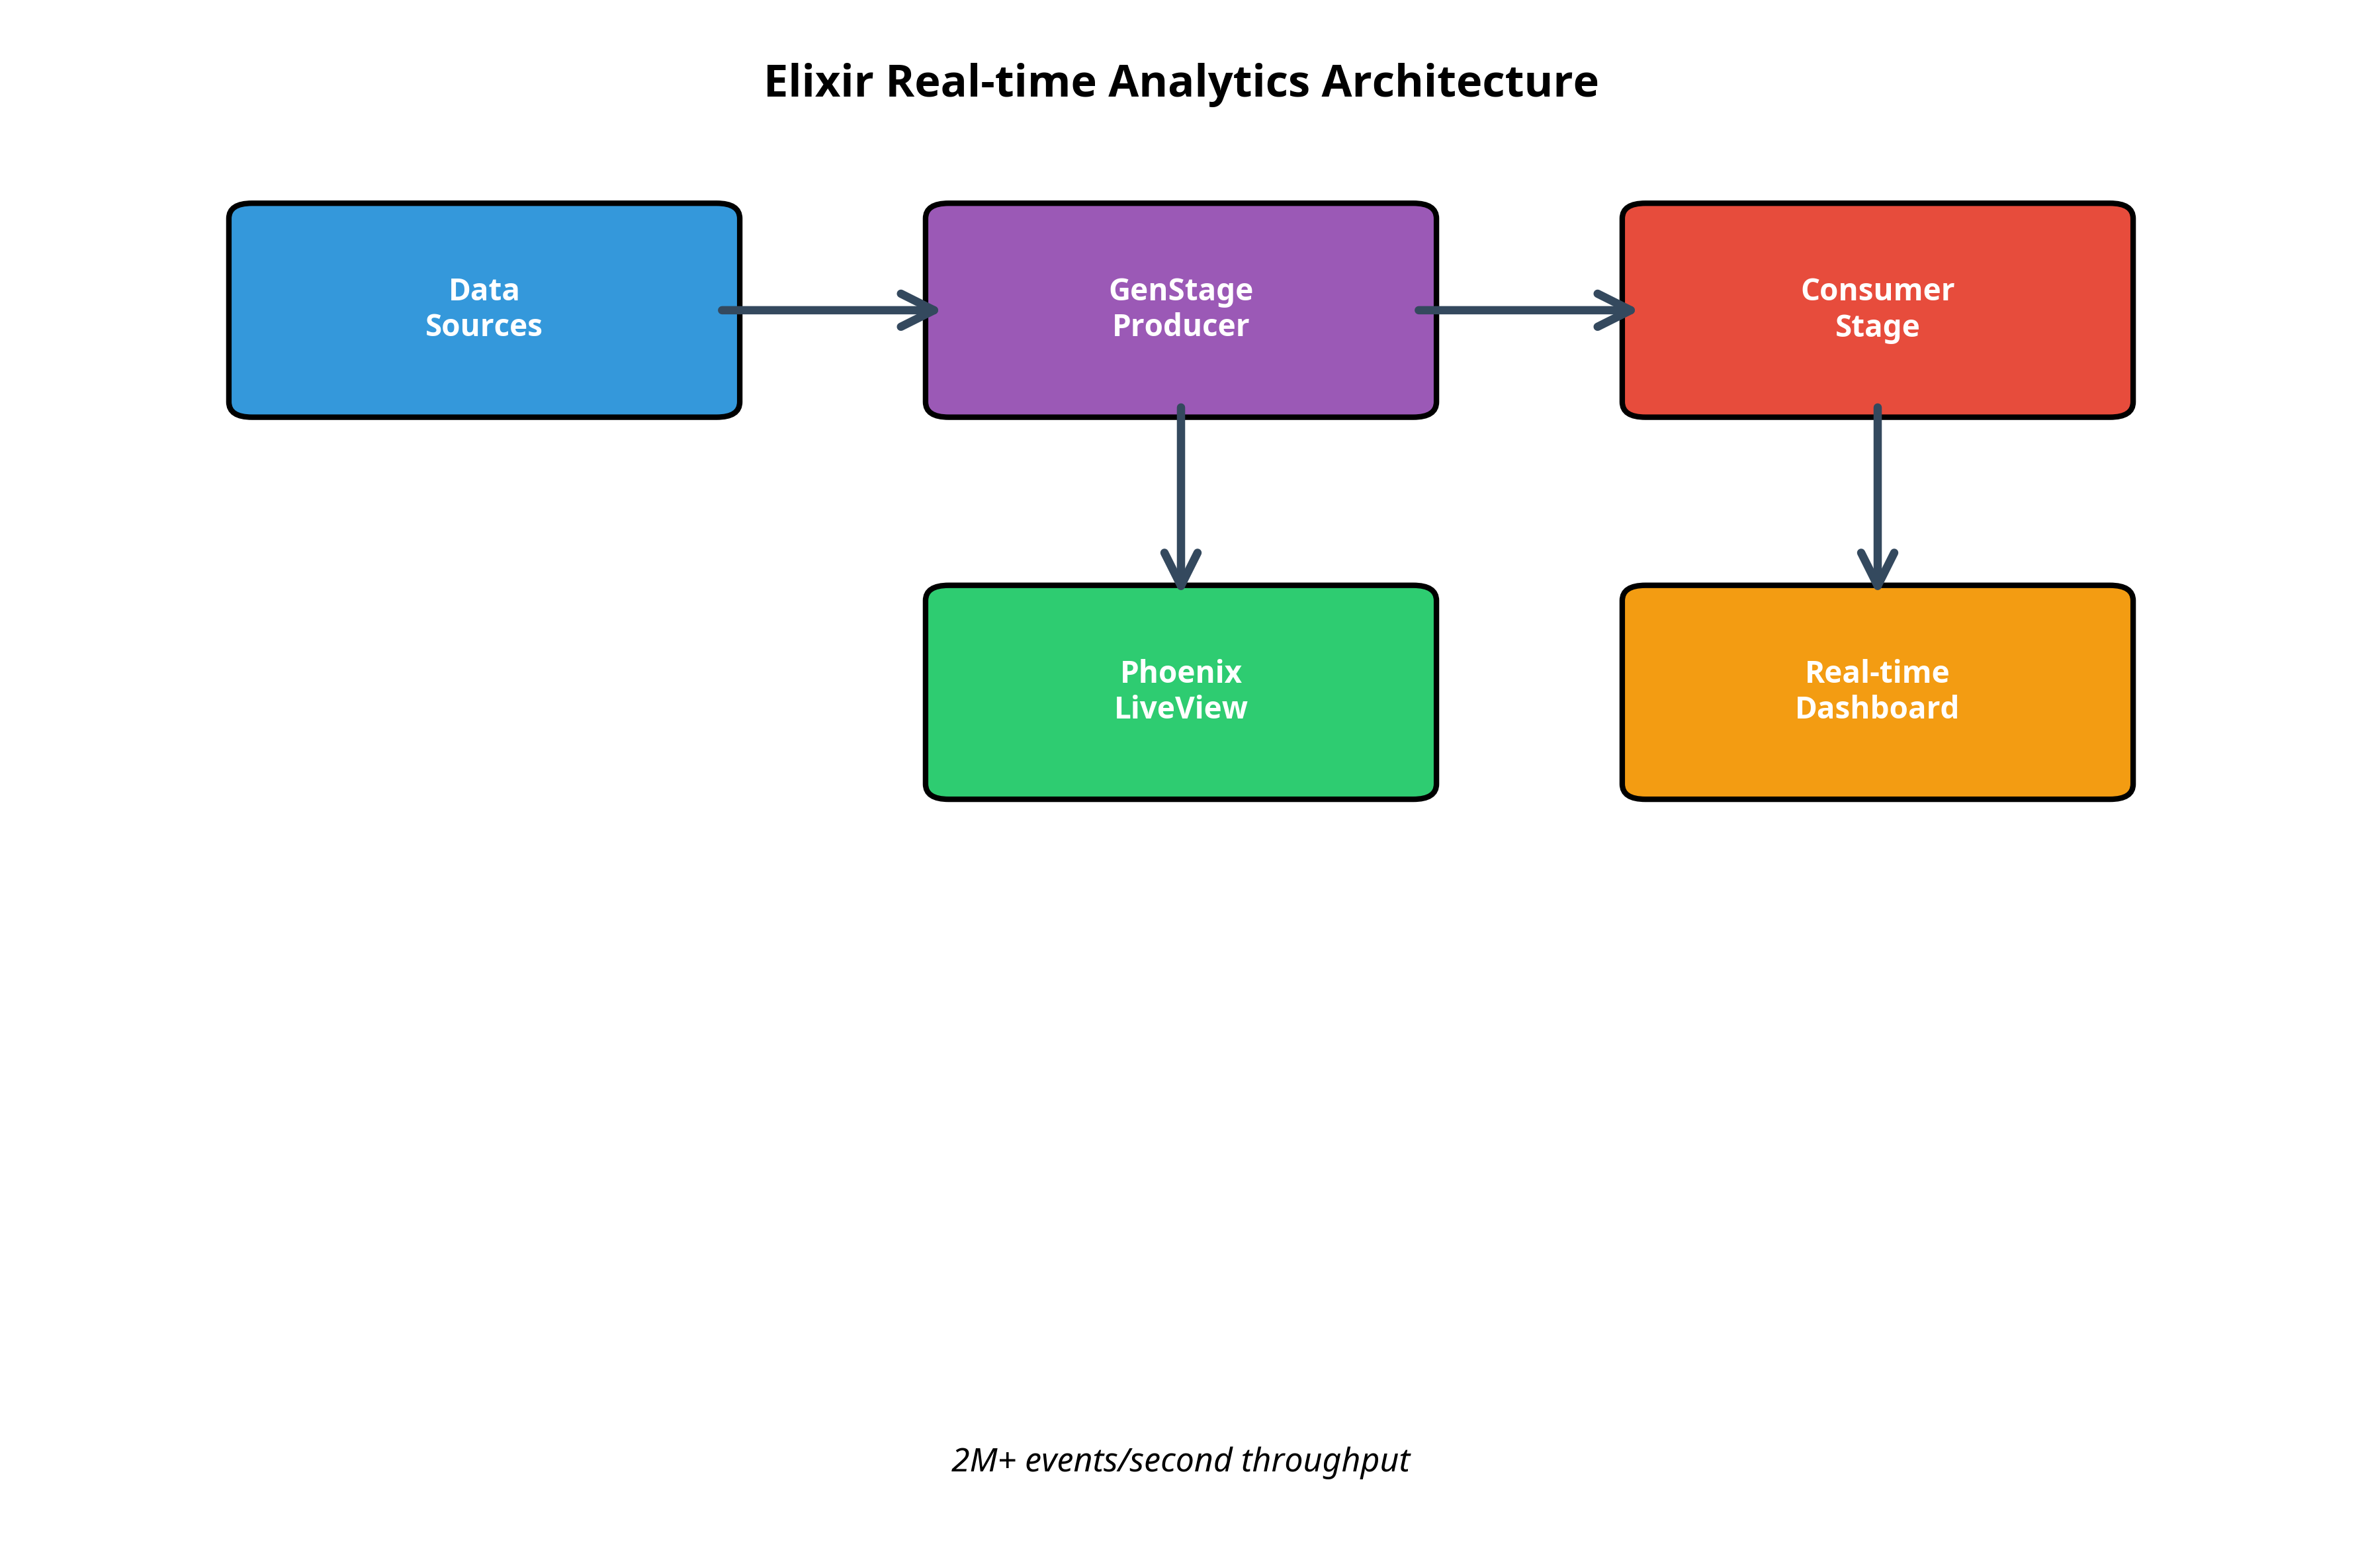 Elixir Real-time Analytics Architecture
Data
Sources
GenStage
Producer
Consumer
Stage
Phoenix
LiveView
Real-time
Dashboard
2M+ events/second throughput